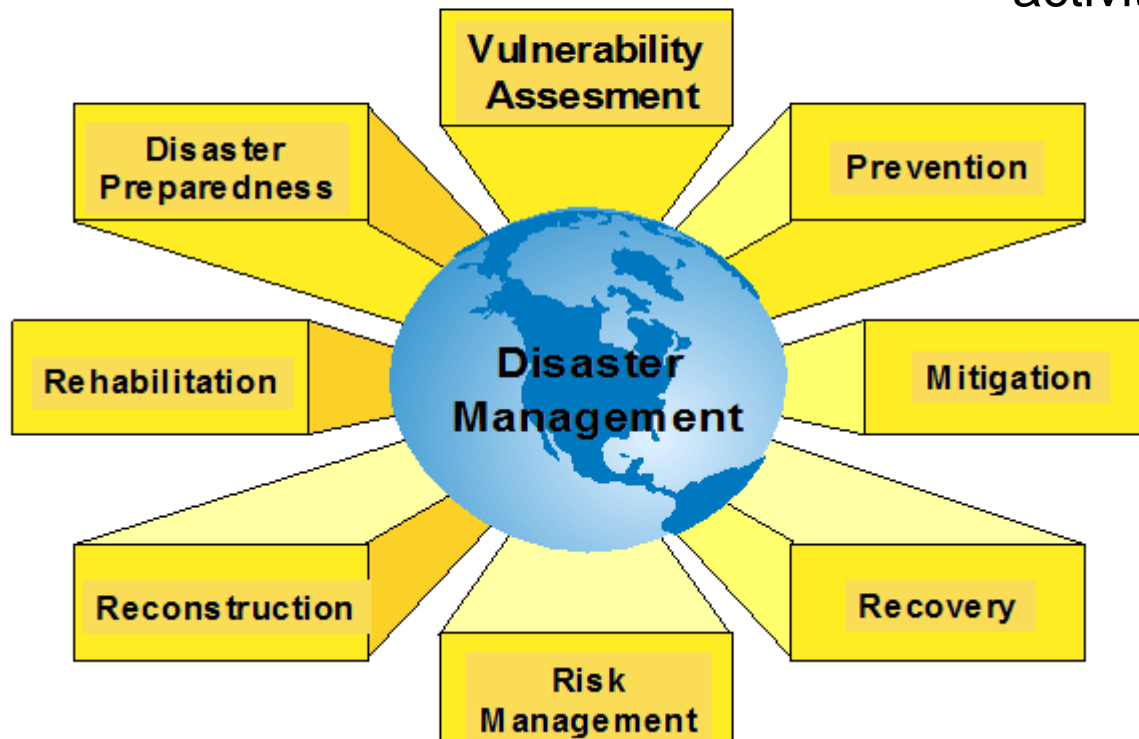 Vulnerability
Assesment
Disaster
Preparedness
Prevention
Rehabilitation
Disaster
Management
Mitigation
Reconstruction
Recovery
Risk
Management